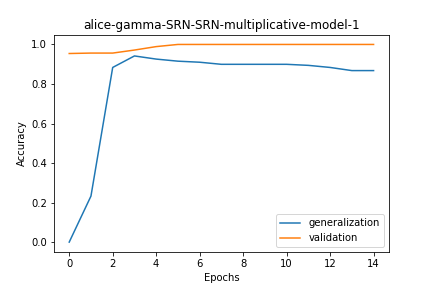 alice-gamma-SRN-SRN-multiplicative-model-1
1.0
0.8
0.6
0.4
0.2
0.0
Accuracy
generalization
validation
0 2 4 6 8 10 12 14
Epochs